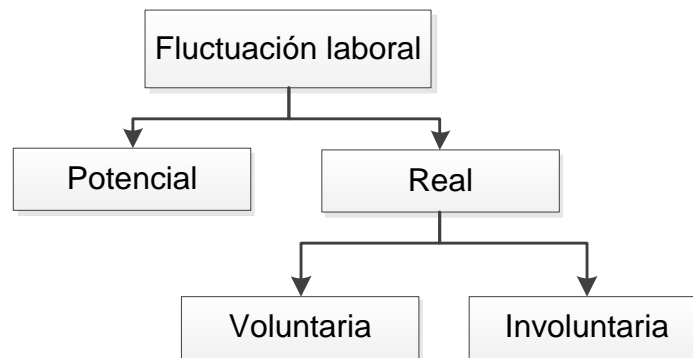 Fluctuación laboral
Potencial
Real
Voluntaria
Involuntaria